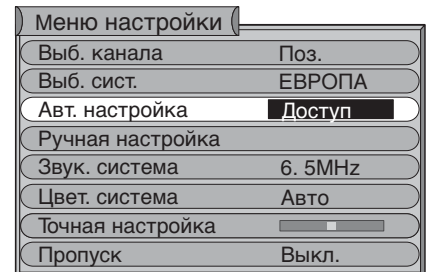 Меню настройки
Выб. канала Поз.
Выб. сист. ЕВРОПА
Авт. настройка Доступ
Ручная настройка
Звук. система 6. 5MHz
Цвет. система Авто
Точная настройка
Пропуск Выкл.